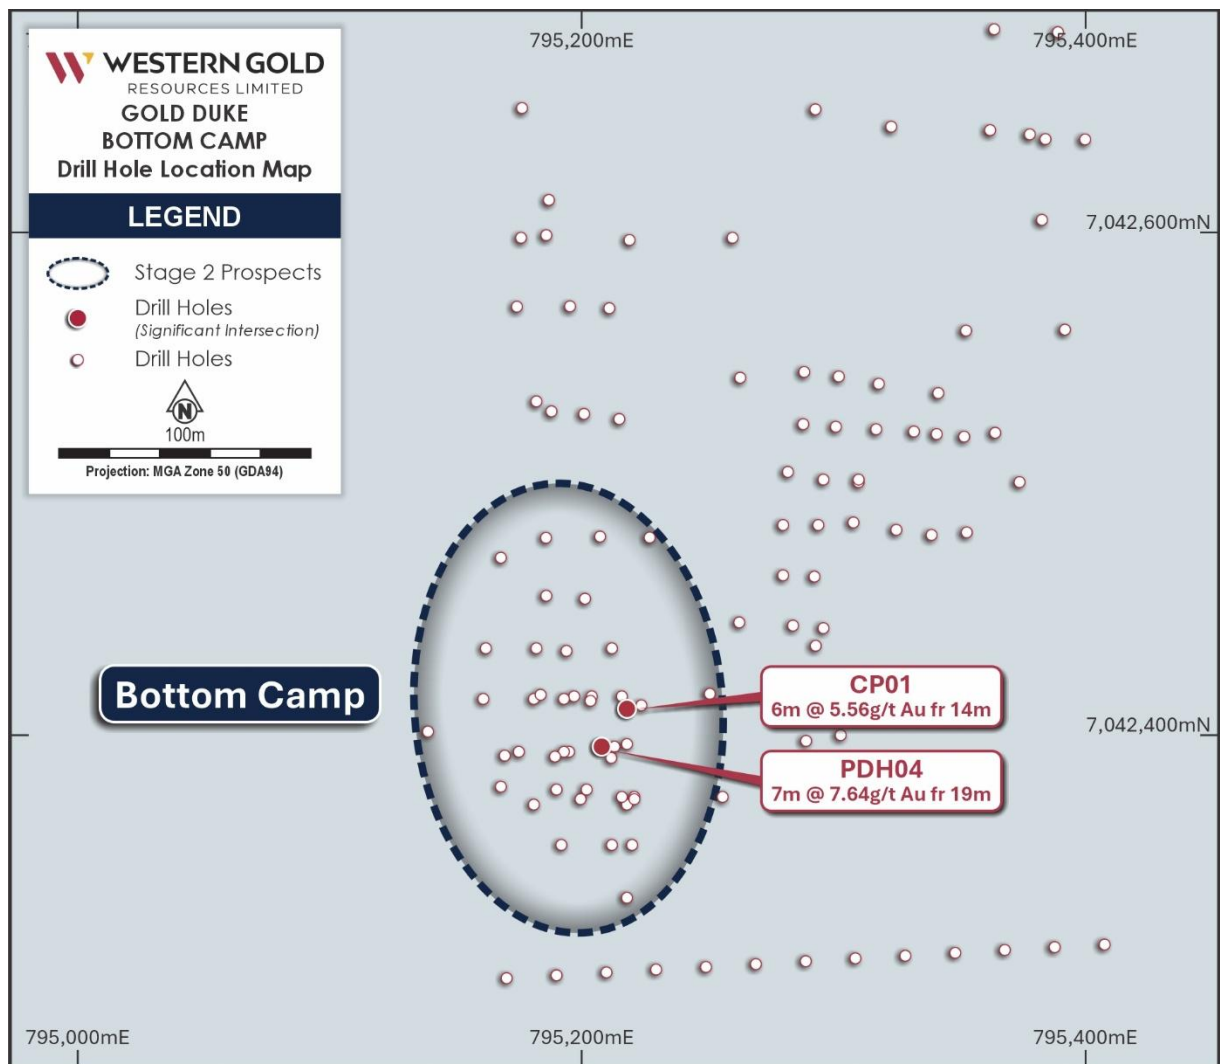 795,200mE
795,400mE
WESTERN GOLD
RESOURCES LIMITED
GOLD DUKE
BOTTOM CAMP
Drill Hole Location Map
LEGEND
Stage 2 Prospects
Drill Holes
(Significant Intersection)
Drill Holes
N
100m
Projection: MGA Zone 50 (GDA94)
7,042,600mN
Bottom Camp
CP01
6m @ 5.56g/t Au fr 14m
7,042,400mN
PDH04
7m @ 7.64g/t Au fr 19m
795,000mE
795,200mE
795,400mE